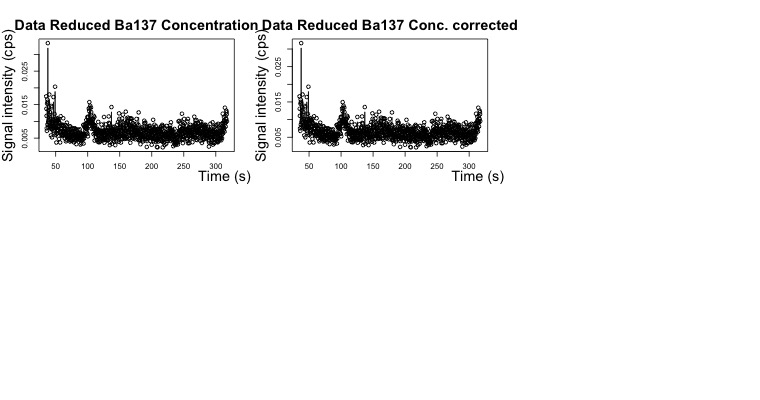 Data Reduced Ba137 Concentration
Signal intensity (cps)
0.005 0.015 0.025
50 100 150 200 250 300
Time (s)
Data Reduced Ba137 Conc. corrected
Signal intensity (cps)
0.005 0.015 0.025
50 100 150 200 250 300
Time (s)